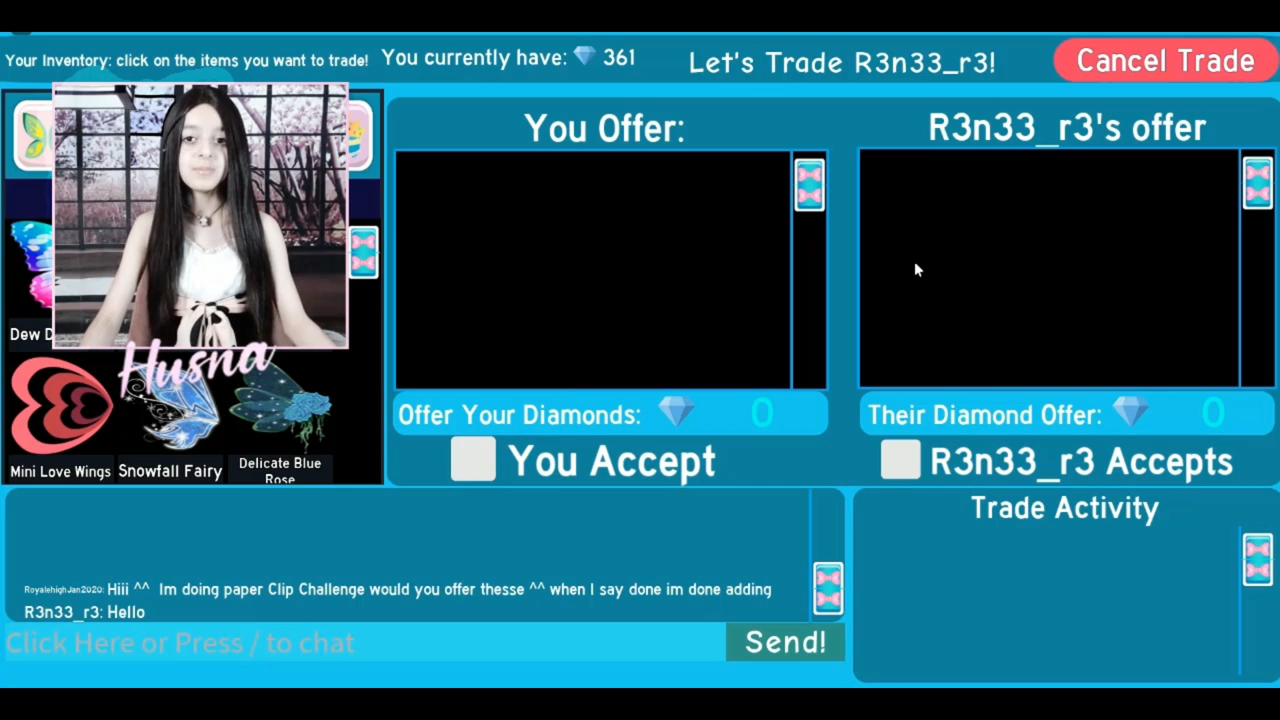 Your Inventory: click on the items you want to trade!
You currently have: 361
Let's Trade R3n33_r3!
Cancel Trade
You Offer:
R3n33_r3's offer
Dew D
Husna
Mini Love Wings
Snowfall Fairy
Delicate Blue
Rose
Offer Your Diamonds: 0
Their Diamond Offer: 0
You Accept
R3n33_r3 Accepts
RoyalehighJan2020: Hiii ^^ Im doing paper Clip Challenge would you offer thesse ^^ when I say done im done adding
R3n33_r3: Hello
Click Here or Press / to chat
Send!
Trade Activity